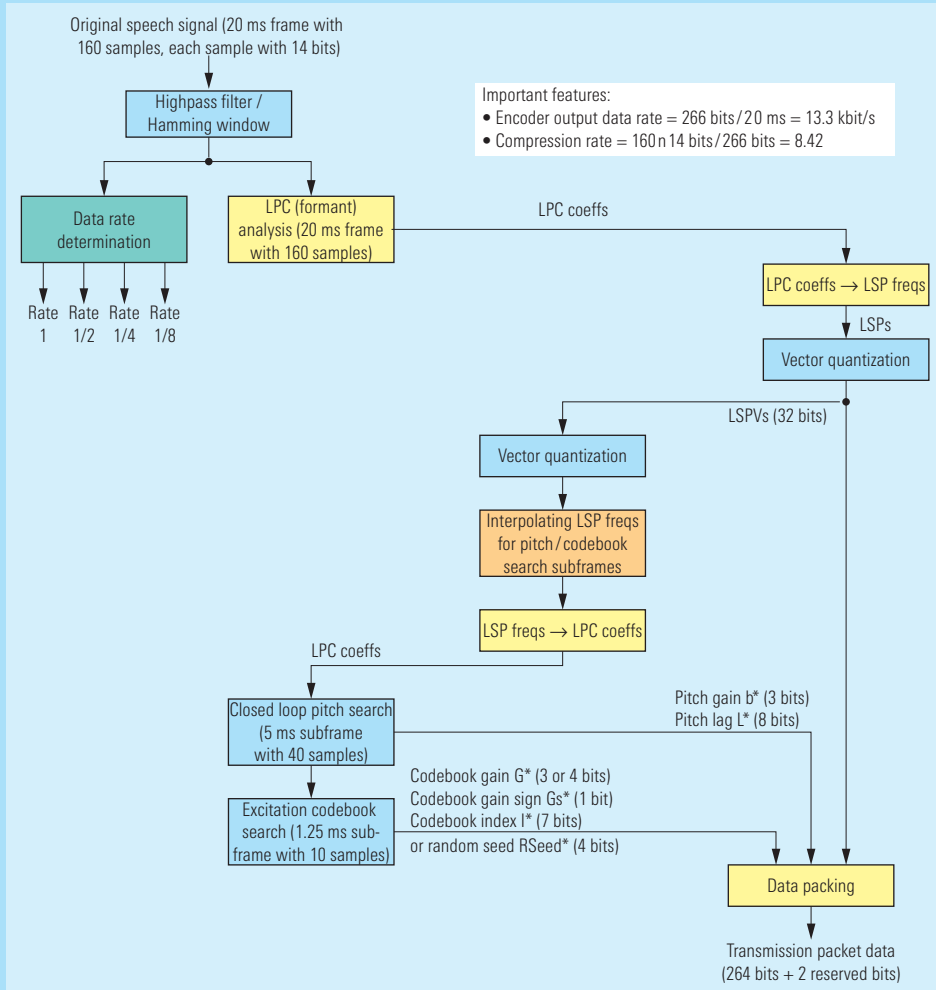 Original speech signal (20 ms frame with
160 samples, each sample with 14 bits)
Highpass filter /
Hamming window
Important features:
• Encoder output data rate = 266 bits/20 ms = 13.3 kbit/s
• Compression rate = 160 n 14 bits/266 bits = 8.42
Data rate
determination
LPC (formant)
analysis (20 ms frame
with 160 samples)
LPC coeffs
LPC coeffs → LSP freqs
Rate
1
Rate
1/2
Rate
1/4
Rate
1/8
LSPs
Vector quantization
LSPVs (32 bits)
Vector quantization
Interpolating LSP freqs
for pitch/codebook
search subframes
LSP freqs → LPC coeffs
LPC coeffs
Closed loop pitch search
(5 ms subframe
with 40 samples)
Pitch gain b* (3 bits)
Pitch lag L* (8 bits)
Excitation codebook
search (1.25 ms sub-
frame with 10 samples)
Codebook gain G* (3 or 4 bits)
Codebook gain sign Gs* (1 bit)
Codebook index I* (7 bits)
or random seed RSeed* (4 bits)
Data packing
Transmission packet data
(264 bits + 2 reserved bits)